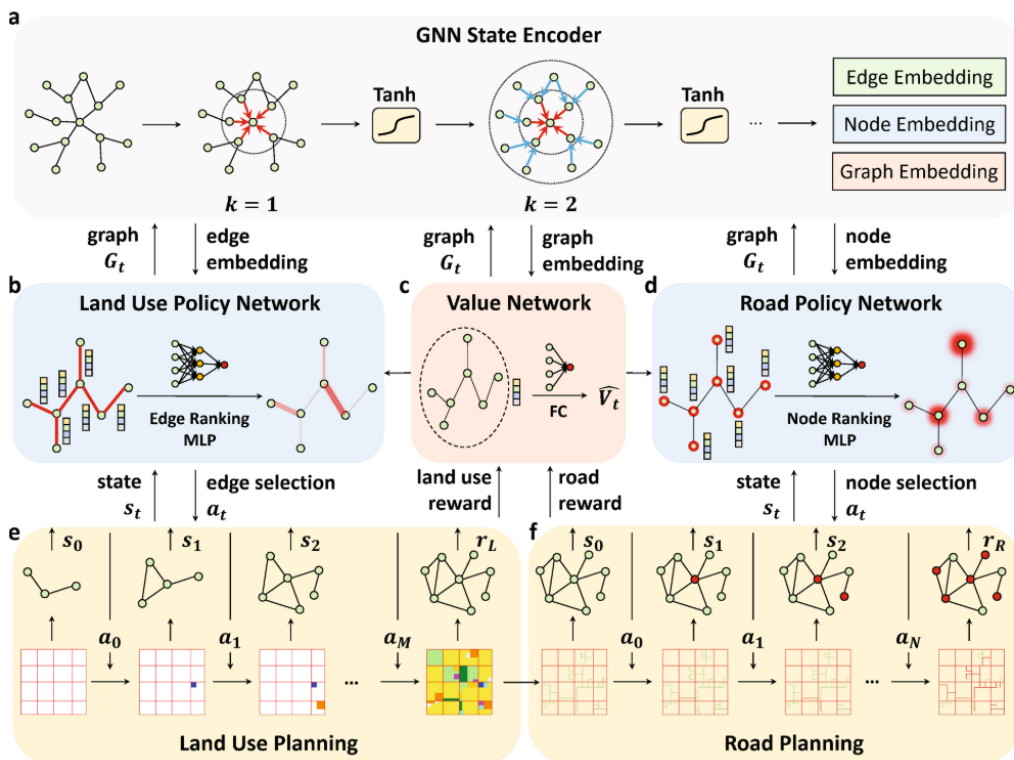 a
GNN State Encoder
Tanh
Tanh
...
Edge Embedding
Node Embedding
Graph Embedding
k = 1
k = 2
graph
G_t
edge
embedding
graph
G_t
graph
embedding
graph
G_t
node
embedding
b
Land Use Policy Network
Edge Ranking
MLP
c
Value Network
FC
\widehat{V_t}
d
Road Policy Network
Node Ranking
MLP
state
s_t
edge selection
a_t
land use
reward
road
reward
state
s_t
node selection
a_t
e
s_0
s_1
s_2
r_L
a_0
a_1
a_M
...
Land Use Planning
f
s_0
s_1
s_2
r_R
a_0
a_1
a_N
...
Road Planning